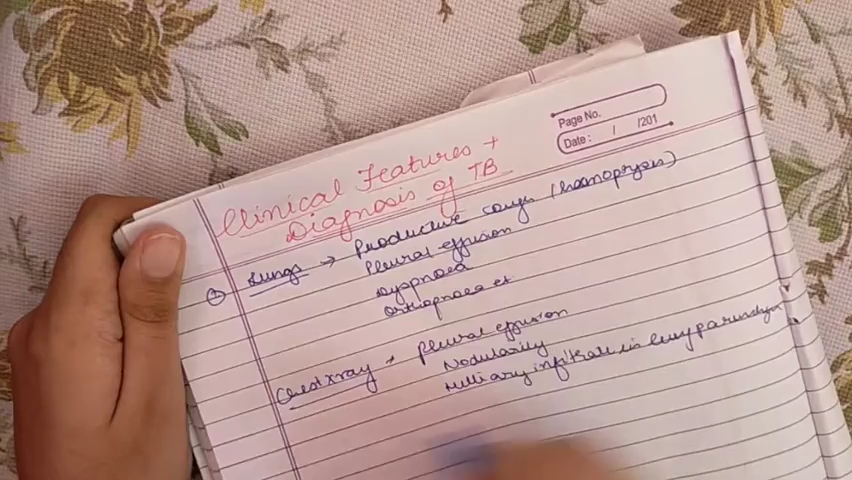 Page No.
Date: / /201
Clinical Features +
Diagnosis of TB
① Lungs → Productive cough (haemoptysis)
Pleural effusion
Dyspnoea
Orthopnoea et
Chest xray → Pleural effusion
Nodularity
Milliary infiltrate in lung parenchyma